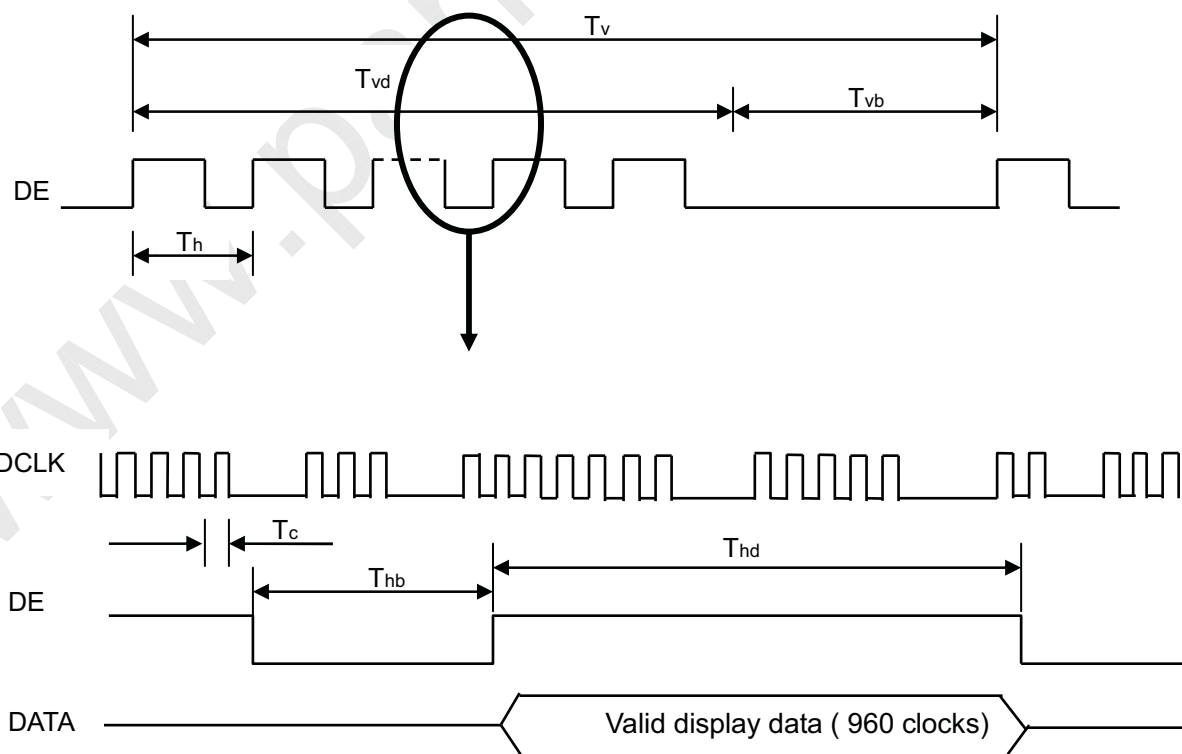 Tv
Tvd
Tvb
DE
Th
DCLK
Tc
Thd
Thb
DE
DATA
Valid display data ( 960 clocks)